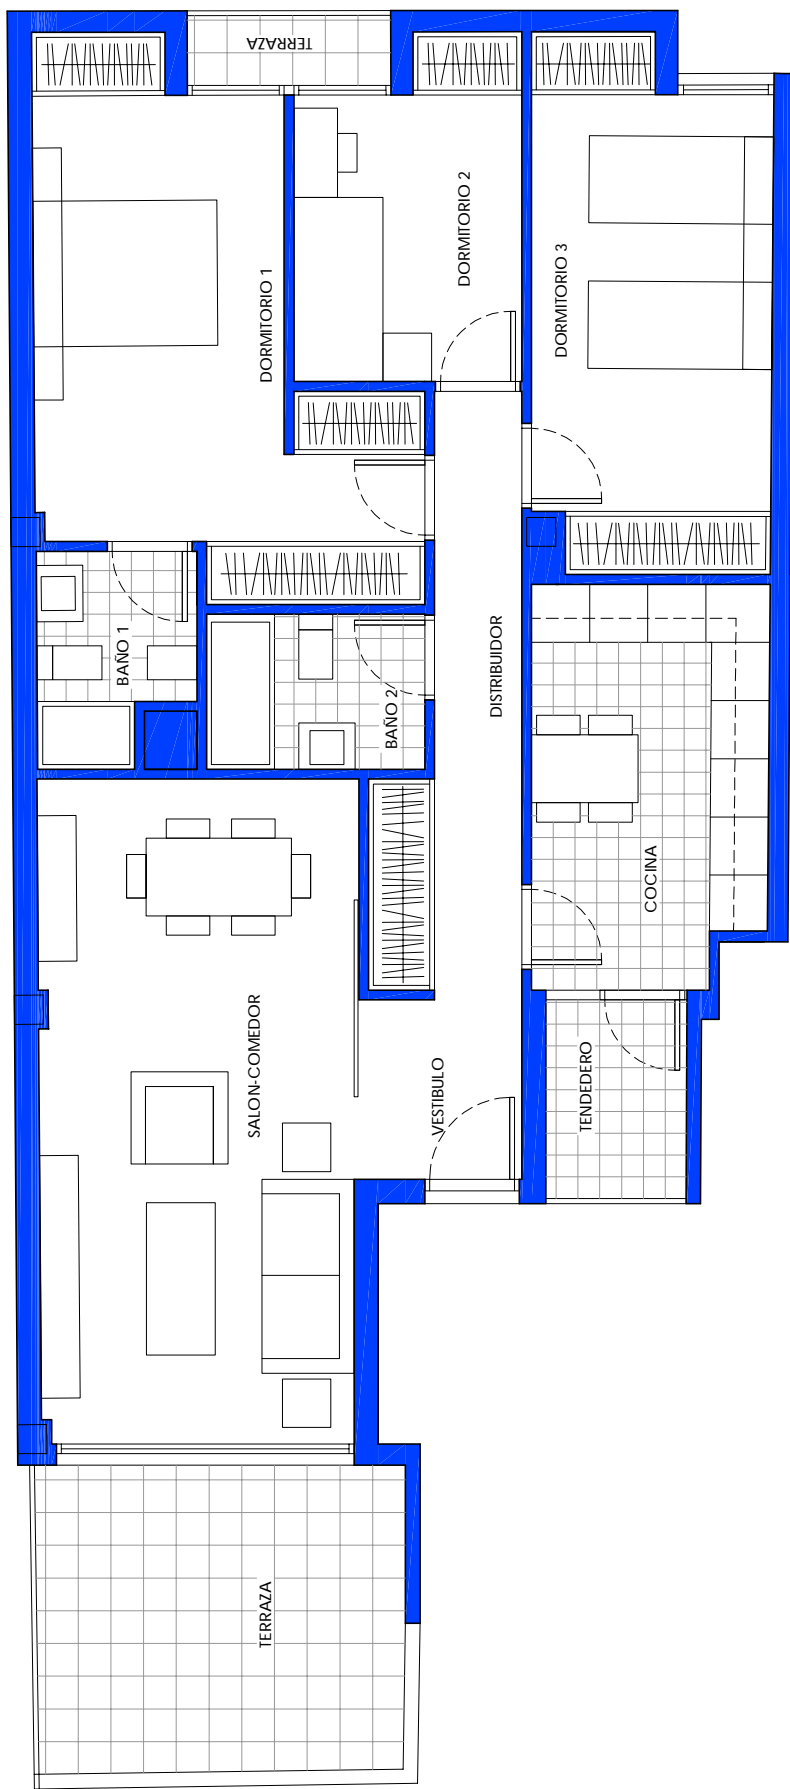 TERRAZA
DORMITORIO 1
DORMITORIO 2
DORMITORIO 3
BAÑO 1
BAÑO 2
DISTRIBUIDOR
COCINA
SALON-COMEDOR
VESTIBULO
TENDEDERO
TERRAZA